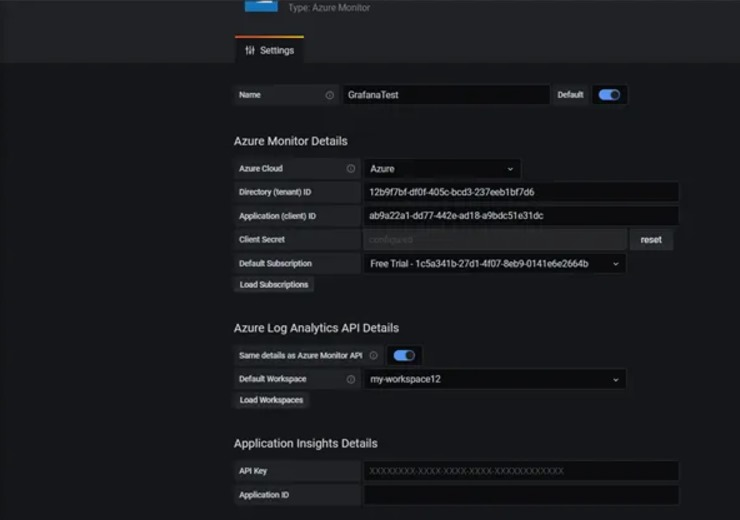 Type: Azure Monitor
Settings
Name GrafanaTest Default
Azure Monitor Details
Azure Cloud Azure
Directory (tenant) ID 12b9f7bf-df0f-405c-bcd3-237eeb1bf7d6
Application (client) ID ab9a22a1-dd77-442e-ad18-a9bdc51e31dc
Client Secret configured reset
Default Subscription Free Trial - 1c5a341b-27d1-4f07-8eb9-0141e6e2664b
Load Subscriptions
Azure Log Analytics API Details
Same details as Azure Monitor API
Default Workspace my-workspace12
Load Workspaces
Application Insights Details
API Key XXXXXXXX-XXXX-XXXX-XXXX-XXXXXXXXXXXX
Application ID